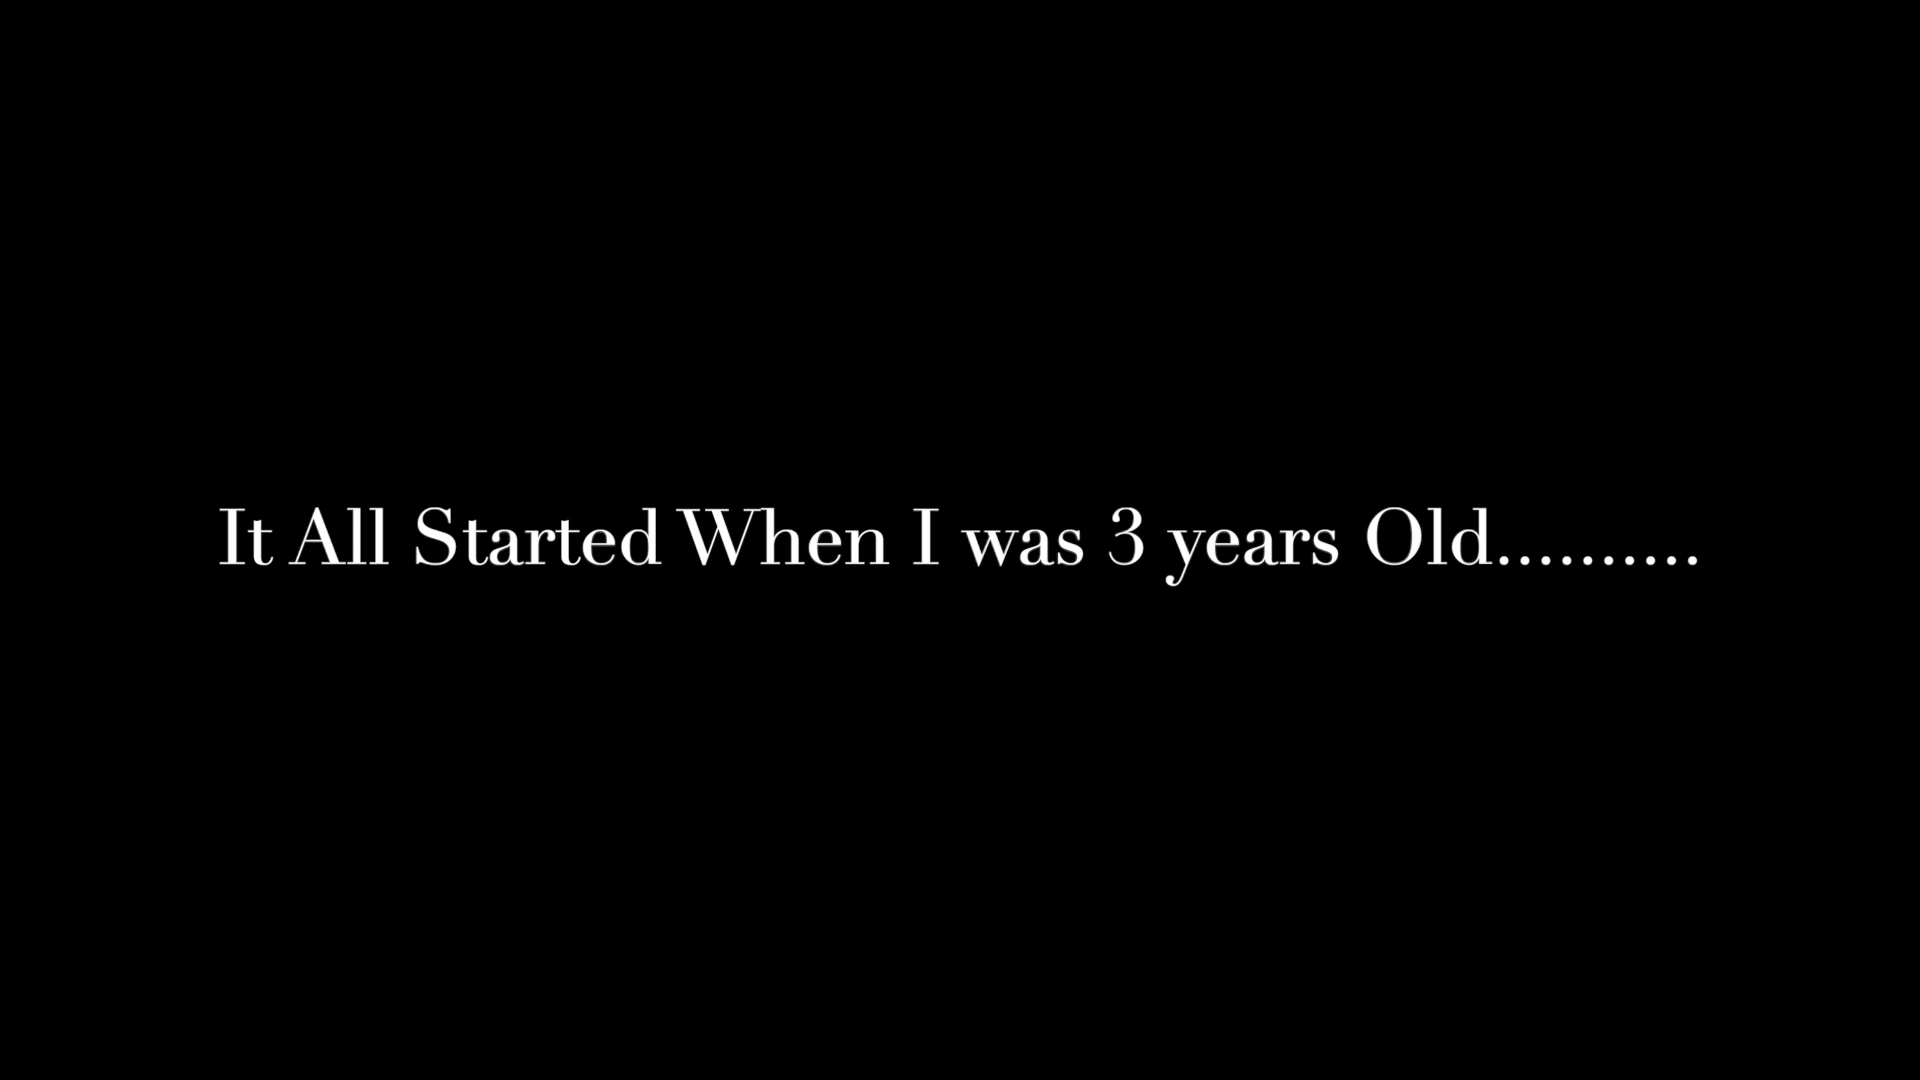 It All Started When I was 3 years Old..........